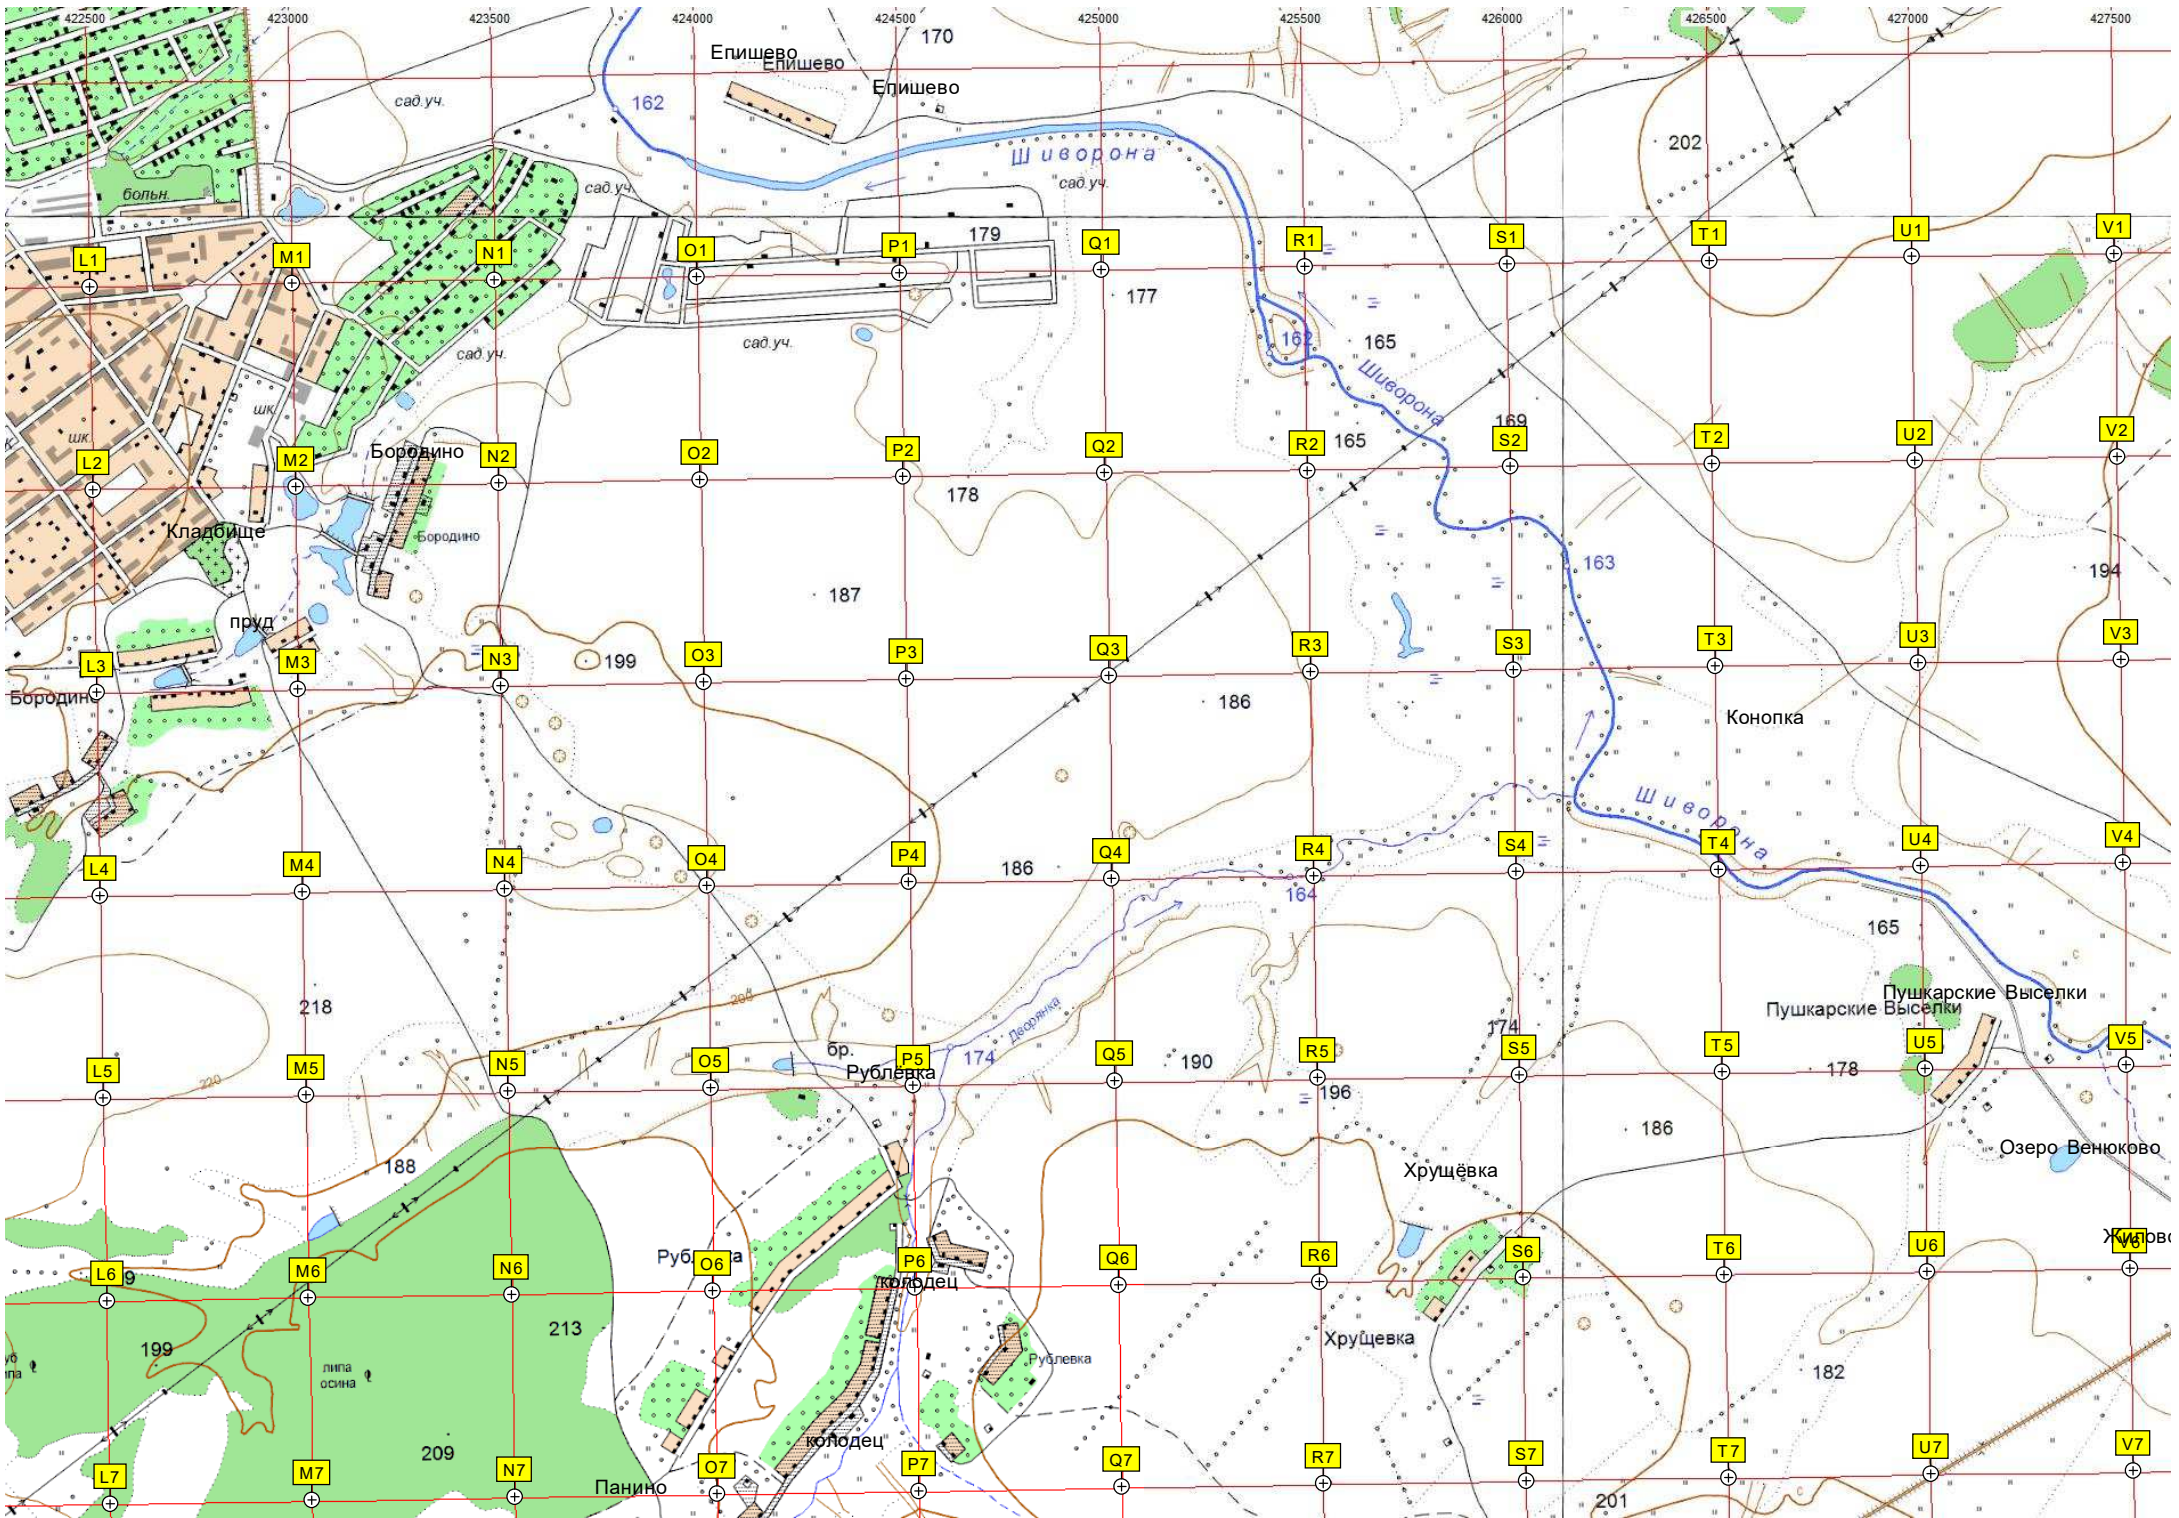 422500 423000 423500 424000 424500 425000 425500 426000 426500 427000 427500
170
Епишево
Епишево
Епишево
сад.уч.
162
202
Шиворона
больн.
сад.уч.
сад.уч.
179
L1 M1 N1 O1 P1 Q1 R1 S1 T1 U1 V1
177
162
165
сад.уч.
сад.уч.
Шиворона
шк.
шк.
169
165
Бородино
L2 M2 N2 O2 P2 Q2 R2 S2 T2 U2 V2
178
Кладбище
Бородино
163
194
187
пруд
L3 M3 N3 O3 P3 Q3 R3 S3 T3 U3 V3
199
Бородино
186
Конопка
Шиворона
L4 M4 N4 O4 P4 Q4 R4 S4 T4 U4 V4
186
164
165
218
200
Дворянка
Пушкарские Выселки
Пушкарские Выселки
174
бр.
174
190
Рублёвка
178
L5 M5 N5 O5 P5 Q5 R5 S5 T5 U5 V5
220
196
186
Озеро Венюково
188
Хрущёвка
Рублевка
L6 M6 N6 O6 P6 Q6 R6 S6 T6 U6 V6
колодец
213
Хрущевка
199
Рублевка
липа
осина
182
209
колодец
L7 M7 N7 O7 P7 Q7 R7 S7 T7 U7 V7
Панино
201